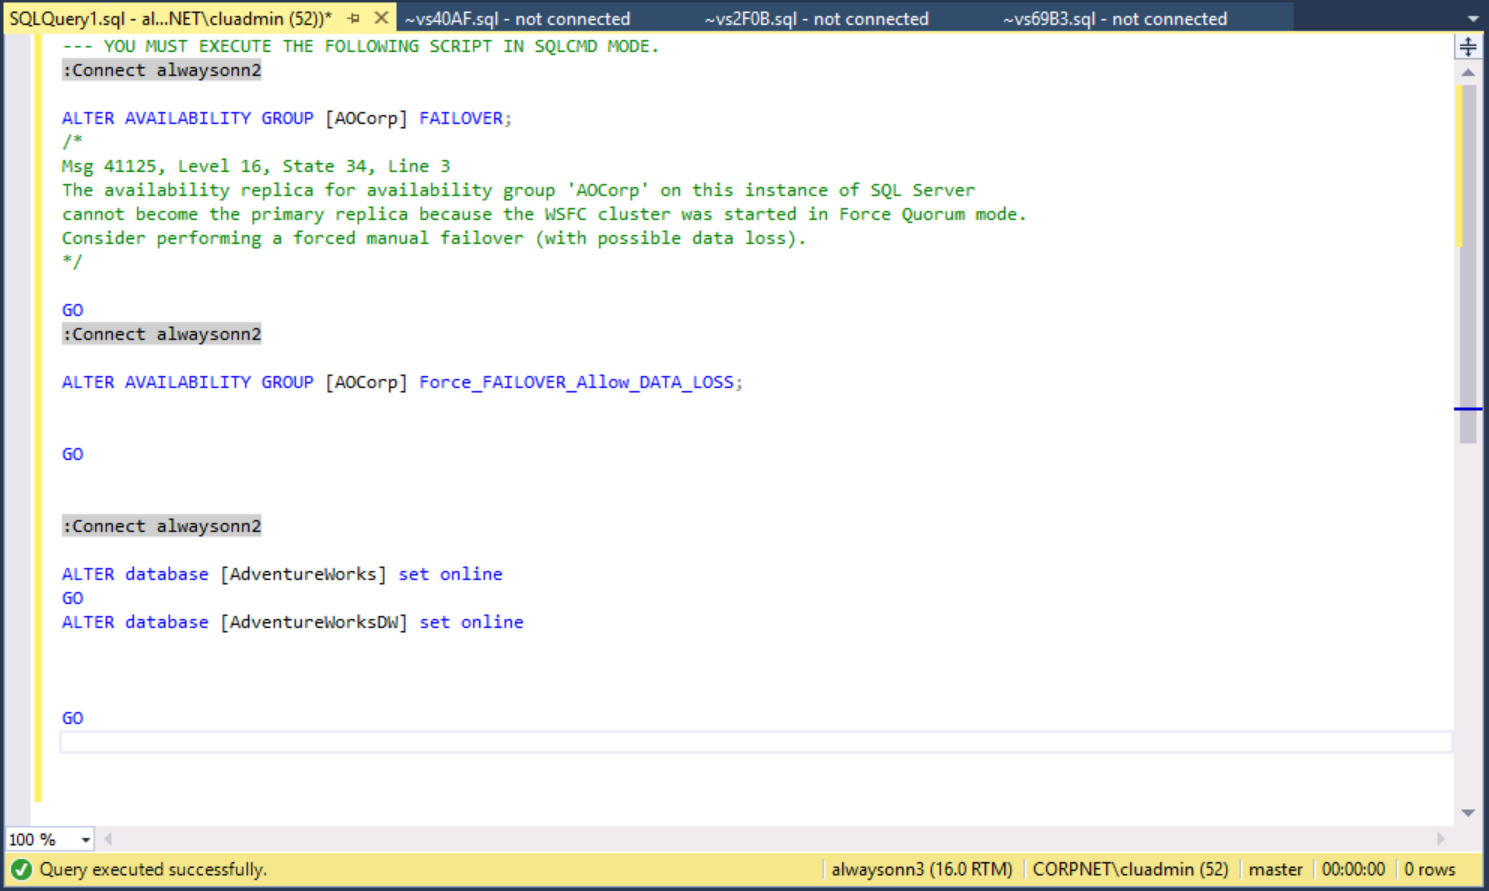 SQLQuery1.sql - al...NET\cluadmin (52))* ~vs40AF.sql - not connected ~vs2F0B.sql - not connected ~vs69B3.sql - not connected
--- YOU MUST EXECUTE THE FOLLOWING SCRIPT IN SQLCMD MODE.
:Connect alwaysonn2
ALTER AVAILABILITY GROUP [AOCorp] FAILOVER;
/*
Msg 41125, Level 16, State 34, Line 3
The availability replica for availability group 'AOCorp' on this instance of SQL Server
cannot become the primary replica because the WSFC cluster was started in Force Quorum mode.
Consider performing a forced manual failover (with possible data loss).
*/
GO
:Connect alwaysonn2
ALTER AVAILABILITY GROUP [AOCorp] Force_FAILOVER_Allow_DATA_LOSS;
GO
:Connect alwaysonn2
ALTER database [AdventureWorks] set online
GO
ALTER database [AdventureWorksDW] set online
GO
100 %
Query executed successfully. alwaysonn3 (16.0 RTM) CORPNET\cluadmin (52) master 00:00:00 0 rows